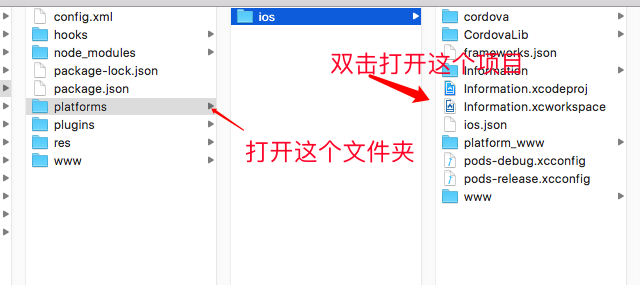 config.xml
hooks
node_modules
package-lock.json
package.json
platforms
plugins
res
www
ios
cordova
CordovaLib
frameworks.json
Information
Information.xcodeproj
Information.xcworkspace
ios.json
platform_www
pods-debug.xcconfig
pods-release.xcconfig
www
双击打开这个项目
打开这个文件夹